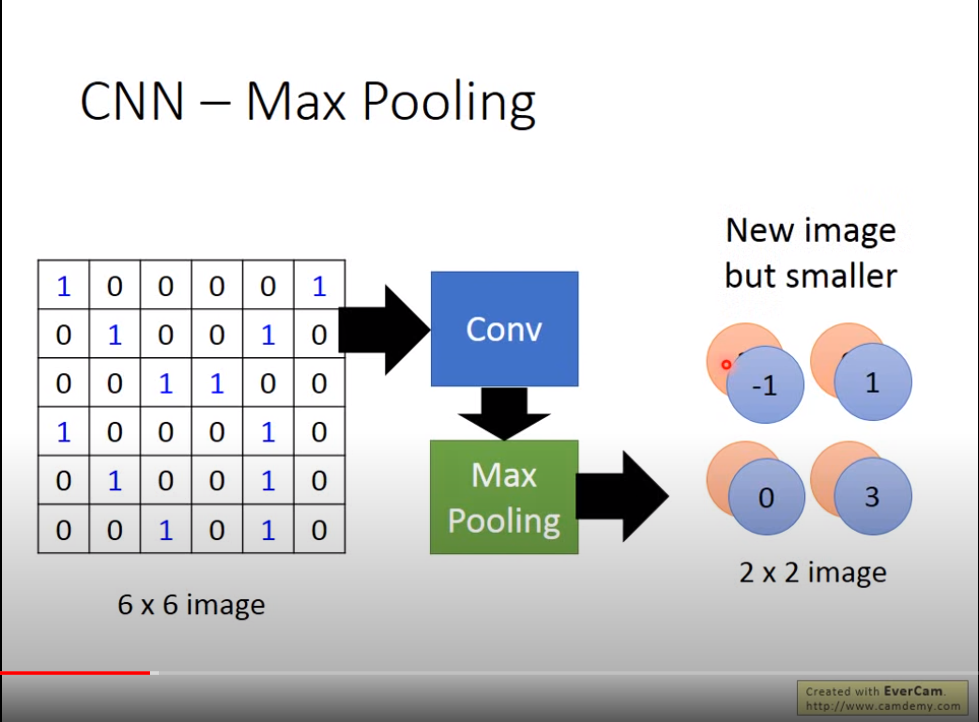 CNN – Max Pooling
New image
but smaller
1 0 0 0 0 1
0 1 0 0 1 0
0 0 1 1 0 0
1 0 0 0 1 0
0 1 0 0 1 0
0 0 1 0 1 0
6 x 6 image
Conv
Max
Pooling
-1 1
0 3
2 x 2 image
Created with EverCam.
http://www.camdemy.com